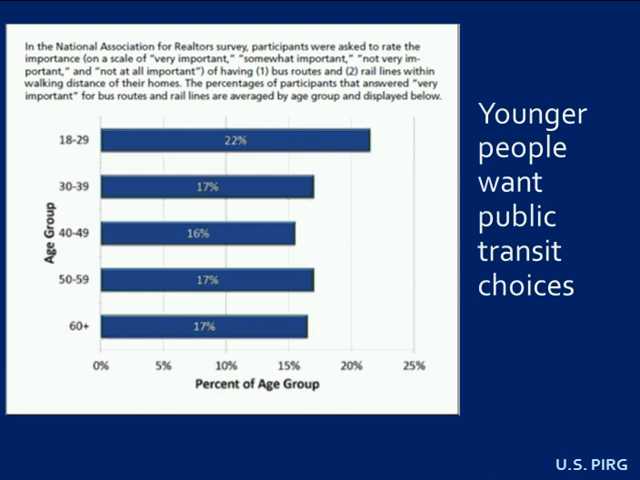 In the National Association for Realtors survey, participants were asked to rate the
importance (on a scale of “very important,” “somewhat important,” “not very im-
portant,” and “not at all important”) of having (1) bus routes and (2) rail lines within
walking distance of their homes. The percentages of participants that answered “very
important” for bus routes and rail lines are averaged by age group and displayed below.
Younger
people
want
public
transit
choices
Age Group
18-29
22%
30-39
17%
40-49
16%
50-59
17%
60+
17%
0% 5% 10% 15% 20% 25%
Percent of Age Group
U.S. PIRG